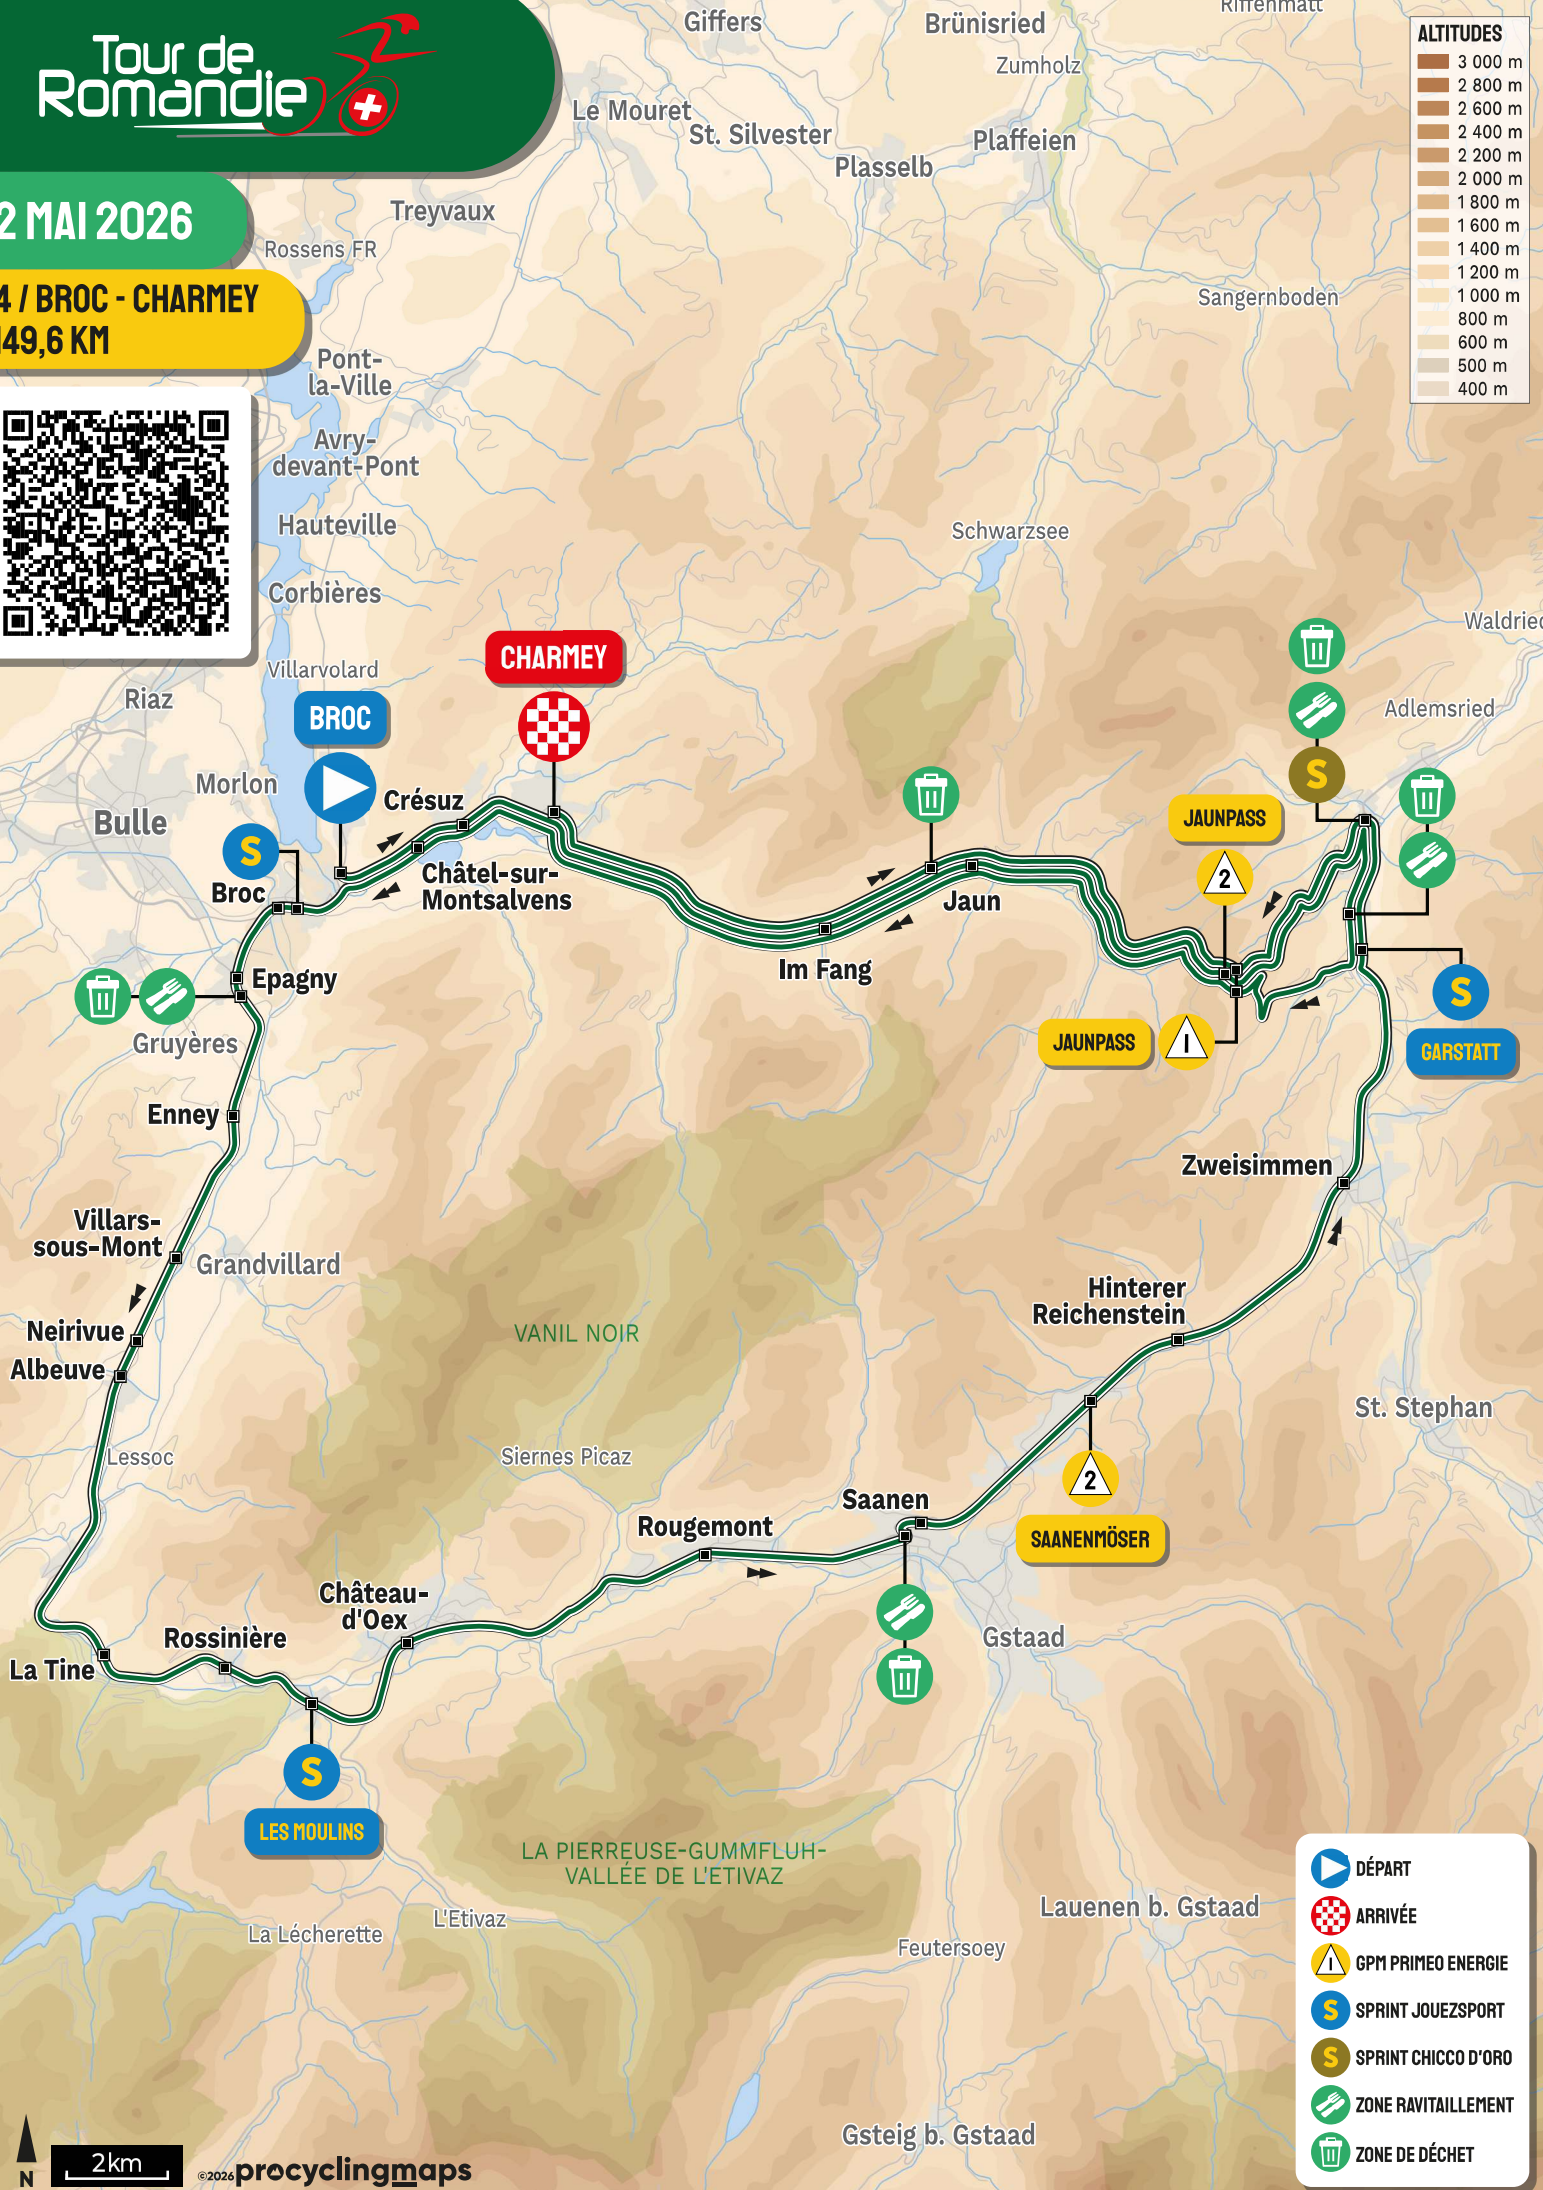 Tour de
Romandie
2 MAI 2026
4 / BROC - CHARMEY
149,6 KM
ALTITUDES
3 000 m
2 800 m
2 600 m
2 400 m
2 200 m
2 000 m
1 800 m
1 600 m
1 400 m
1 200 m
1 000 m
800 m
600 m
500 m
400 m
Giffers
Brünisried
Riffenmatt
Zumholz
Le Mouret
St. Silvester
Plaffeien
Plasselb
Treyvaux
Rossens FR
Sangernboden
Pont-
la-Ville
Avry-
devant-Pont
Hauteville
Schwarzsee
Corbières
Waldried
Villarvolard
CHARMEY
Riaz
BROC
Adlemsried
Morlon
Crésuz
S
Bulle
JAUNPASS
S
Broc
Châtel-sur-
Montsalvens
2
Jaun
Im Fang
Epagny
S
Gruyères
JAUNPASS
1
GARSTATT
Enney
Zweisimmen
Villars-
sous-Mont
Grandvillard
Hinterer
Reichenstein
Neirivue
VANIL NOIR
Albeuve
St. Stephan
Lessoc
Siernes Picaz
2
Saanen
Rougemont
SAANENMÖSER
Château-
d'Oex
Rossinière
Gstaad
La Tine
S
LES MOULINS
LA PIERREUSE-GUMMFLUH-
VALLÉE DE L'ETIVAZ
La Lécherette
L'Etivaz
Lauenen b. Gstaad
Feutersoey
Gsteig b. Gstaad
DÉPART
ARRIVÉE
1 GPM PRIMEO ENERGIE
S SPRINT JOUEZSPORT
S SPRINT CHICCO D'ORO
ZONE RAVITAILLEMENT
ZONE DE DÉCHET
N
2km
©2026 procyclingmaps